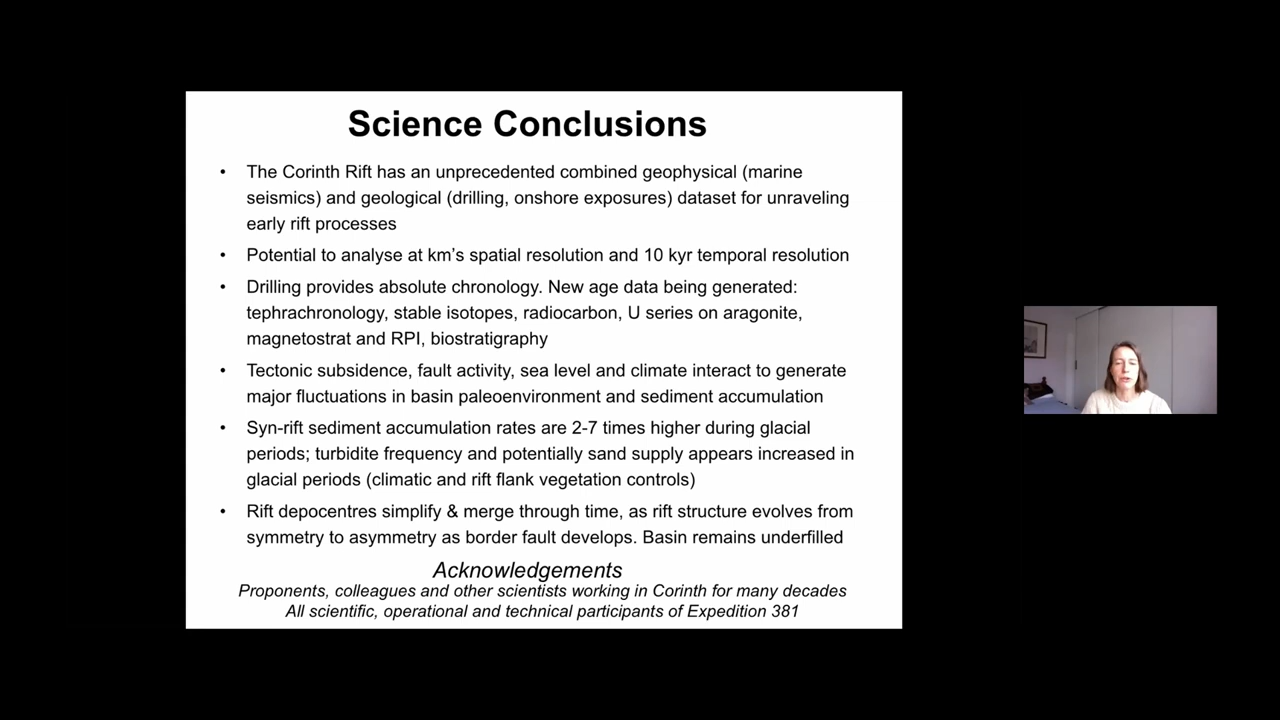 Science Conclusions
• The Corinth Rift has an unprecedented combined geophysical (marine
seismics) and geological (drilling, onshore exposures) dataset for unraveling
early rift processes
• Potential to analyse at km's spatial resolution and 10 kyr temporal resolution
• Drilling provides absolute chronology. New age data being generated:
tephrachronology, stable isotopes, radiocarbon, U series on aragonite,
magnetostrat and RPI, biostratigraphy
• Tectonic subsidence, fault activity, sea level and climate interact to generate
major fluctuations in basin paleoenvironment and sediment accumulation
• Syn-rift sediment accumulation rates are 2-7 times higher during glacial
periods; turbidite frequency and potentially sand supply appears increased in
glacial periods (climatic and rift flank vegetation controls)
• Rift depocentres simplify & merge through time, as rift structure evolves from
symmetry to asymmetry as border fault develops. Basin remains underfilled
Acknowledgements
Proponents, colleagues and other scientists working in Corinth for many decades
All scientific, operational and technical participants of Expedition 381